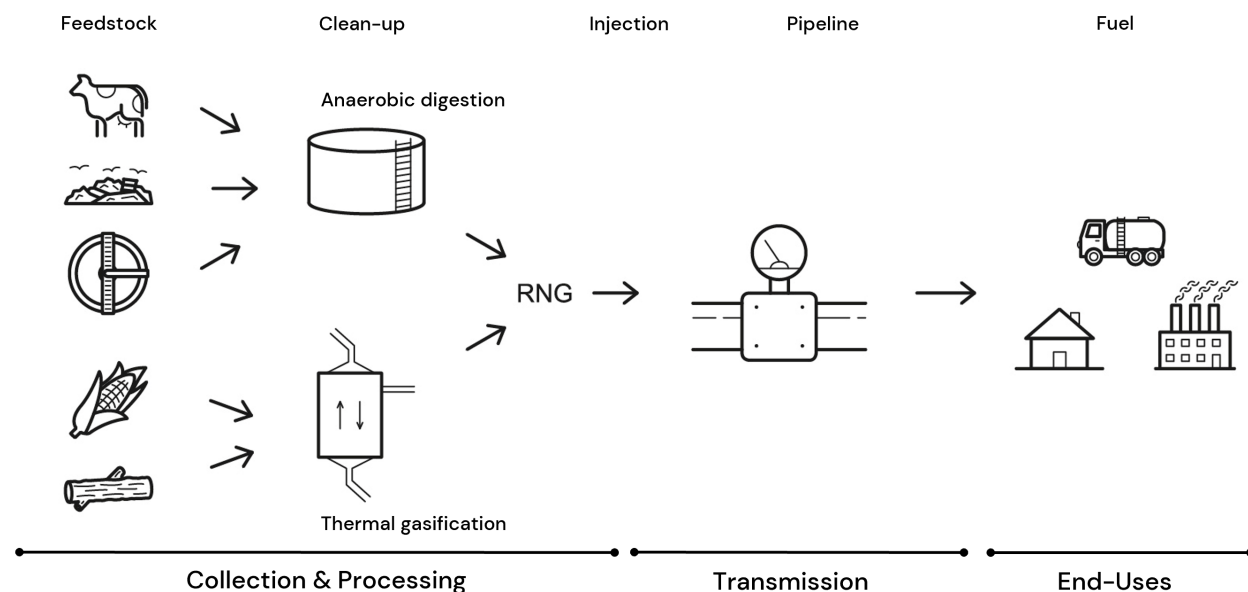 Feedstock
Clean-up
Injection
Pipeline
Fuel
Anaerobic digestion
RNG
Thermal gasification
Collection & Processing
Transmission
End-Uses